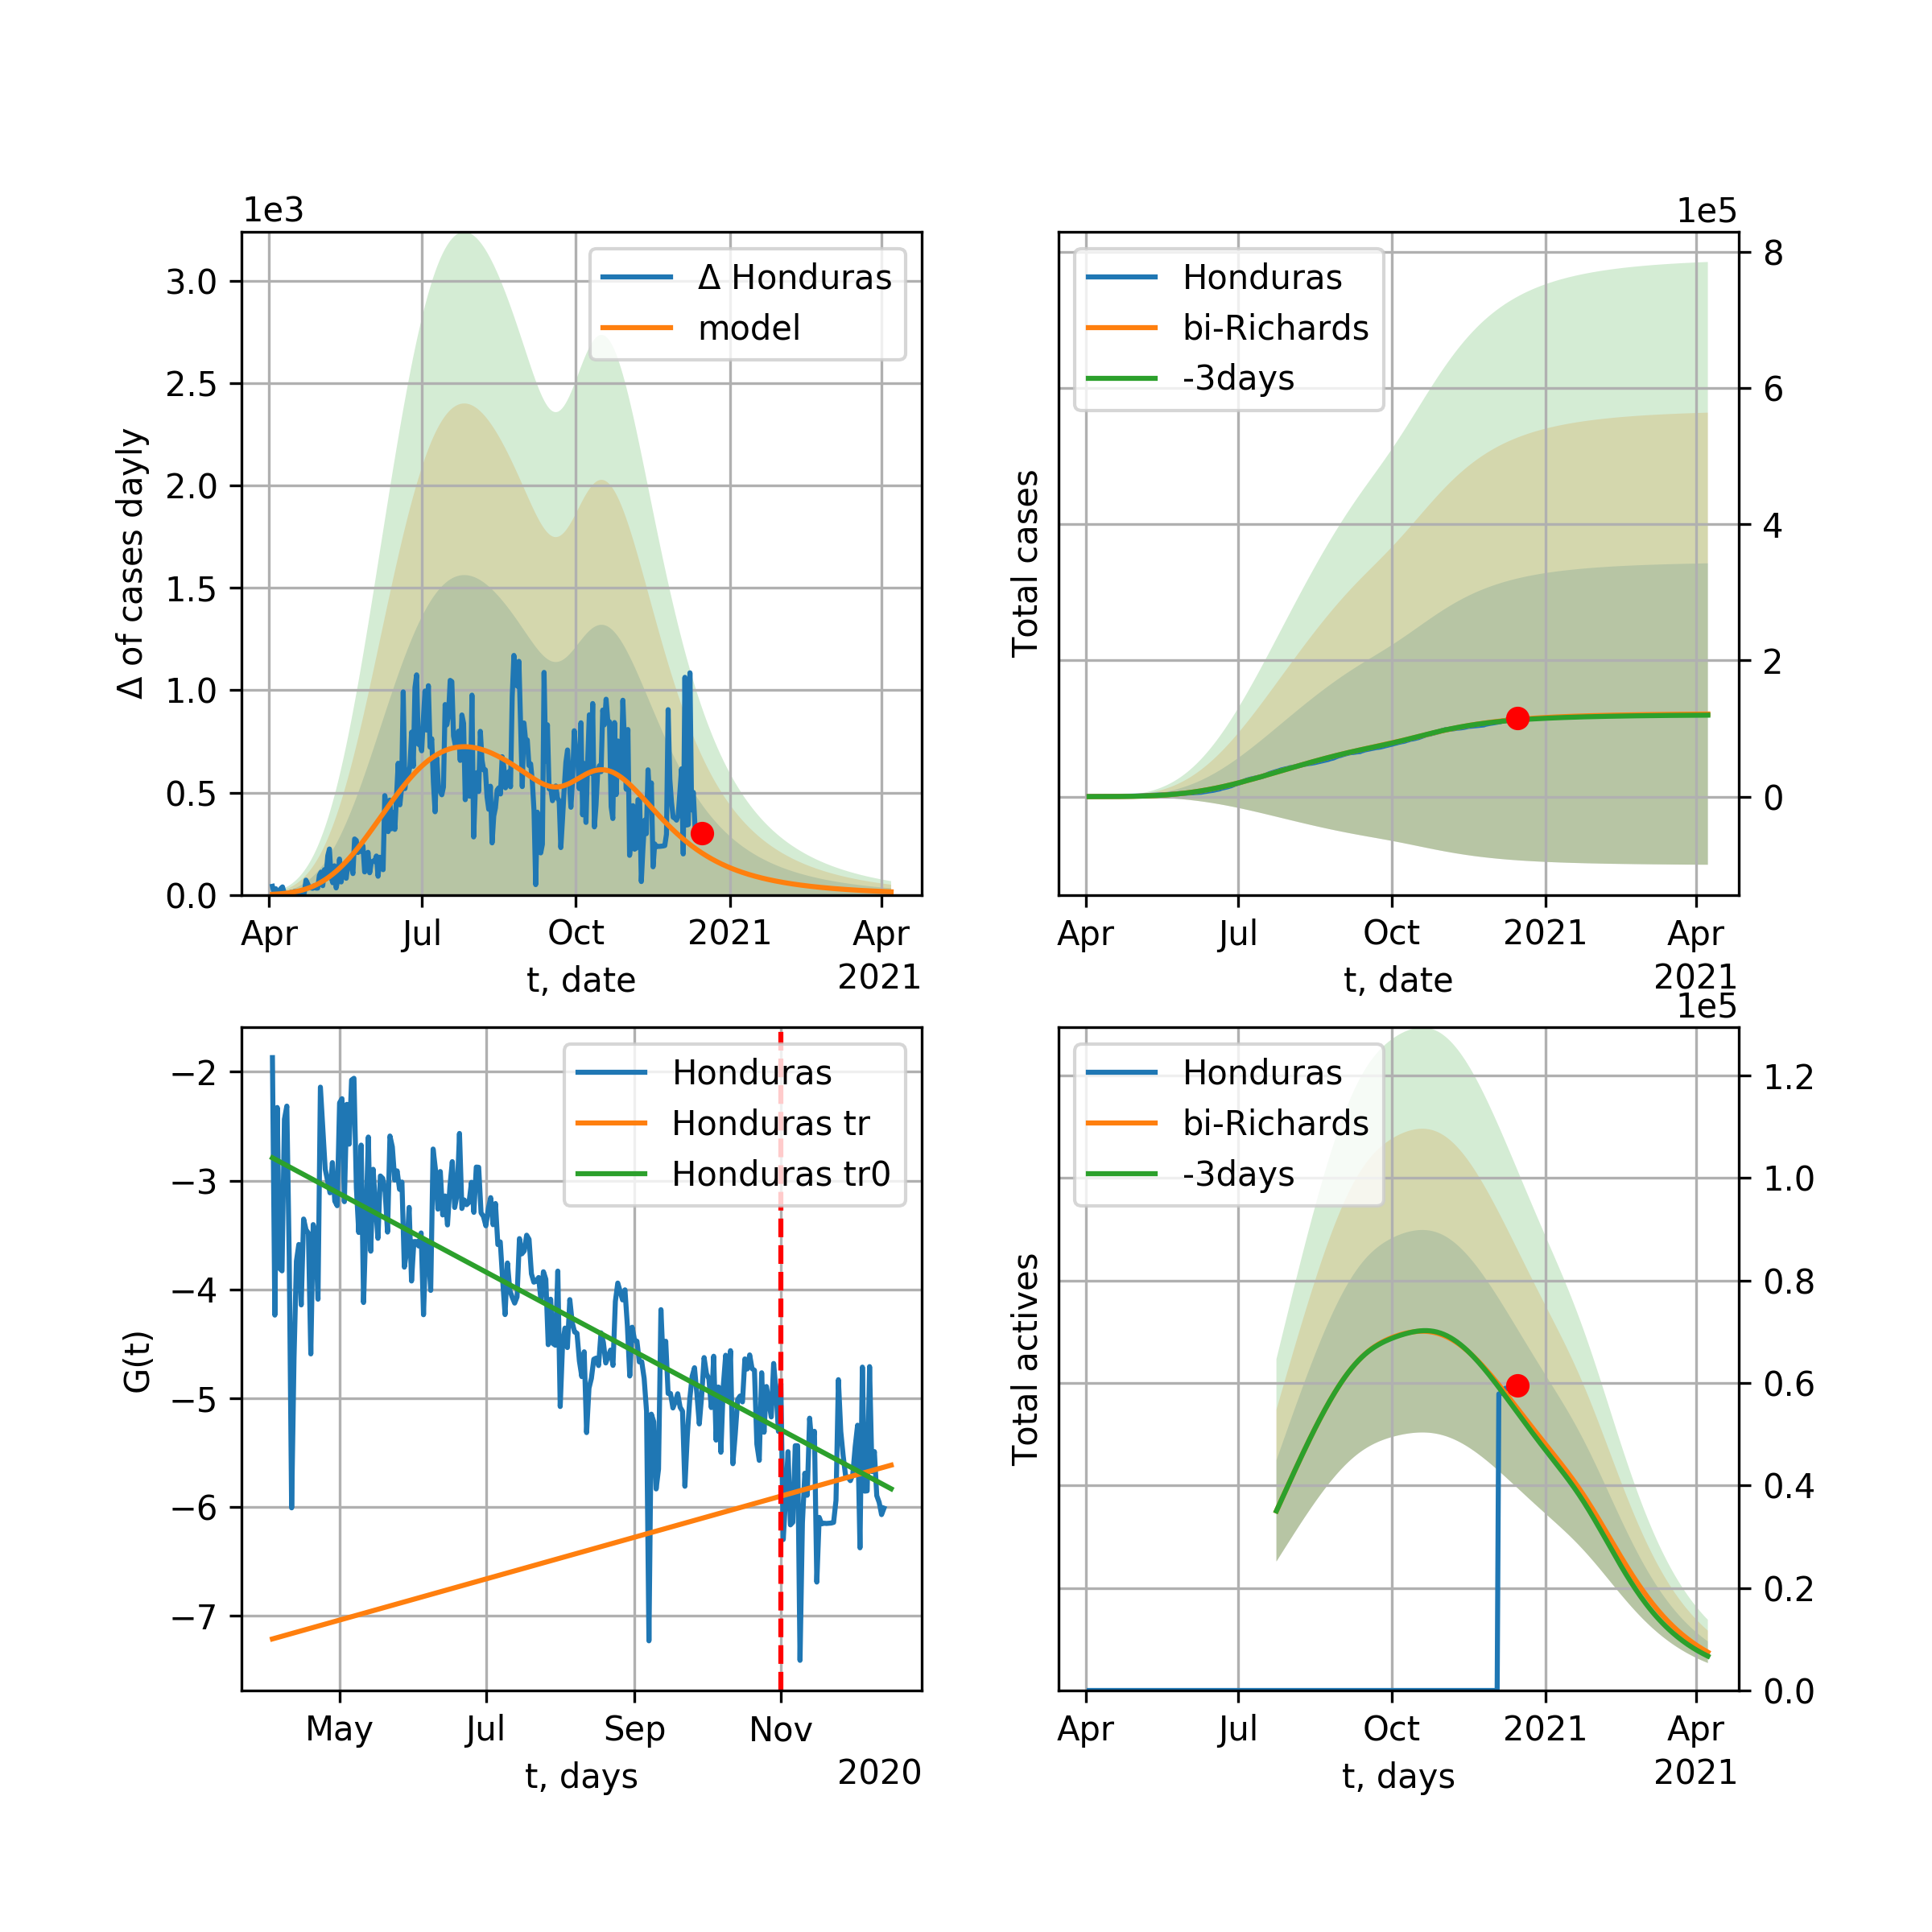 1e3
3.0
2.5
2.0
1.5
1.0
0.5
0.0
Δ of cases dayly
Δ Honduras
model
Apr
Jul
Oct
2021
Apr
2021
t, date
1e5
8
6
4
2
0
Total cases
Honduras
bi-Richards
-3days
Apr
Jul
Oct
2021
Apr
2021
t, date
−2
−3
−4
−5
−6
−7
G(t)
Honduras
Honduras tr
Honduras tr0
May
Jul
Sep
Nov
2020
t, days
1e5
1.2
1.0
0.8
0.6
0.4
0.2
0.0
Total actives
Honduras
bi-Richards
-3days
Apr
Jul
Oct
2021
Apr
2021
t, days